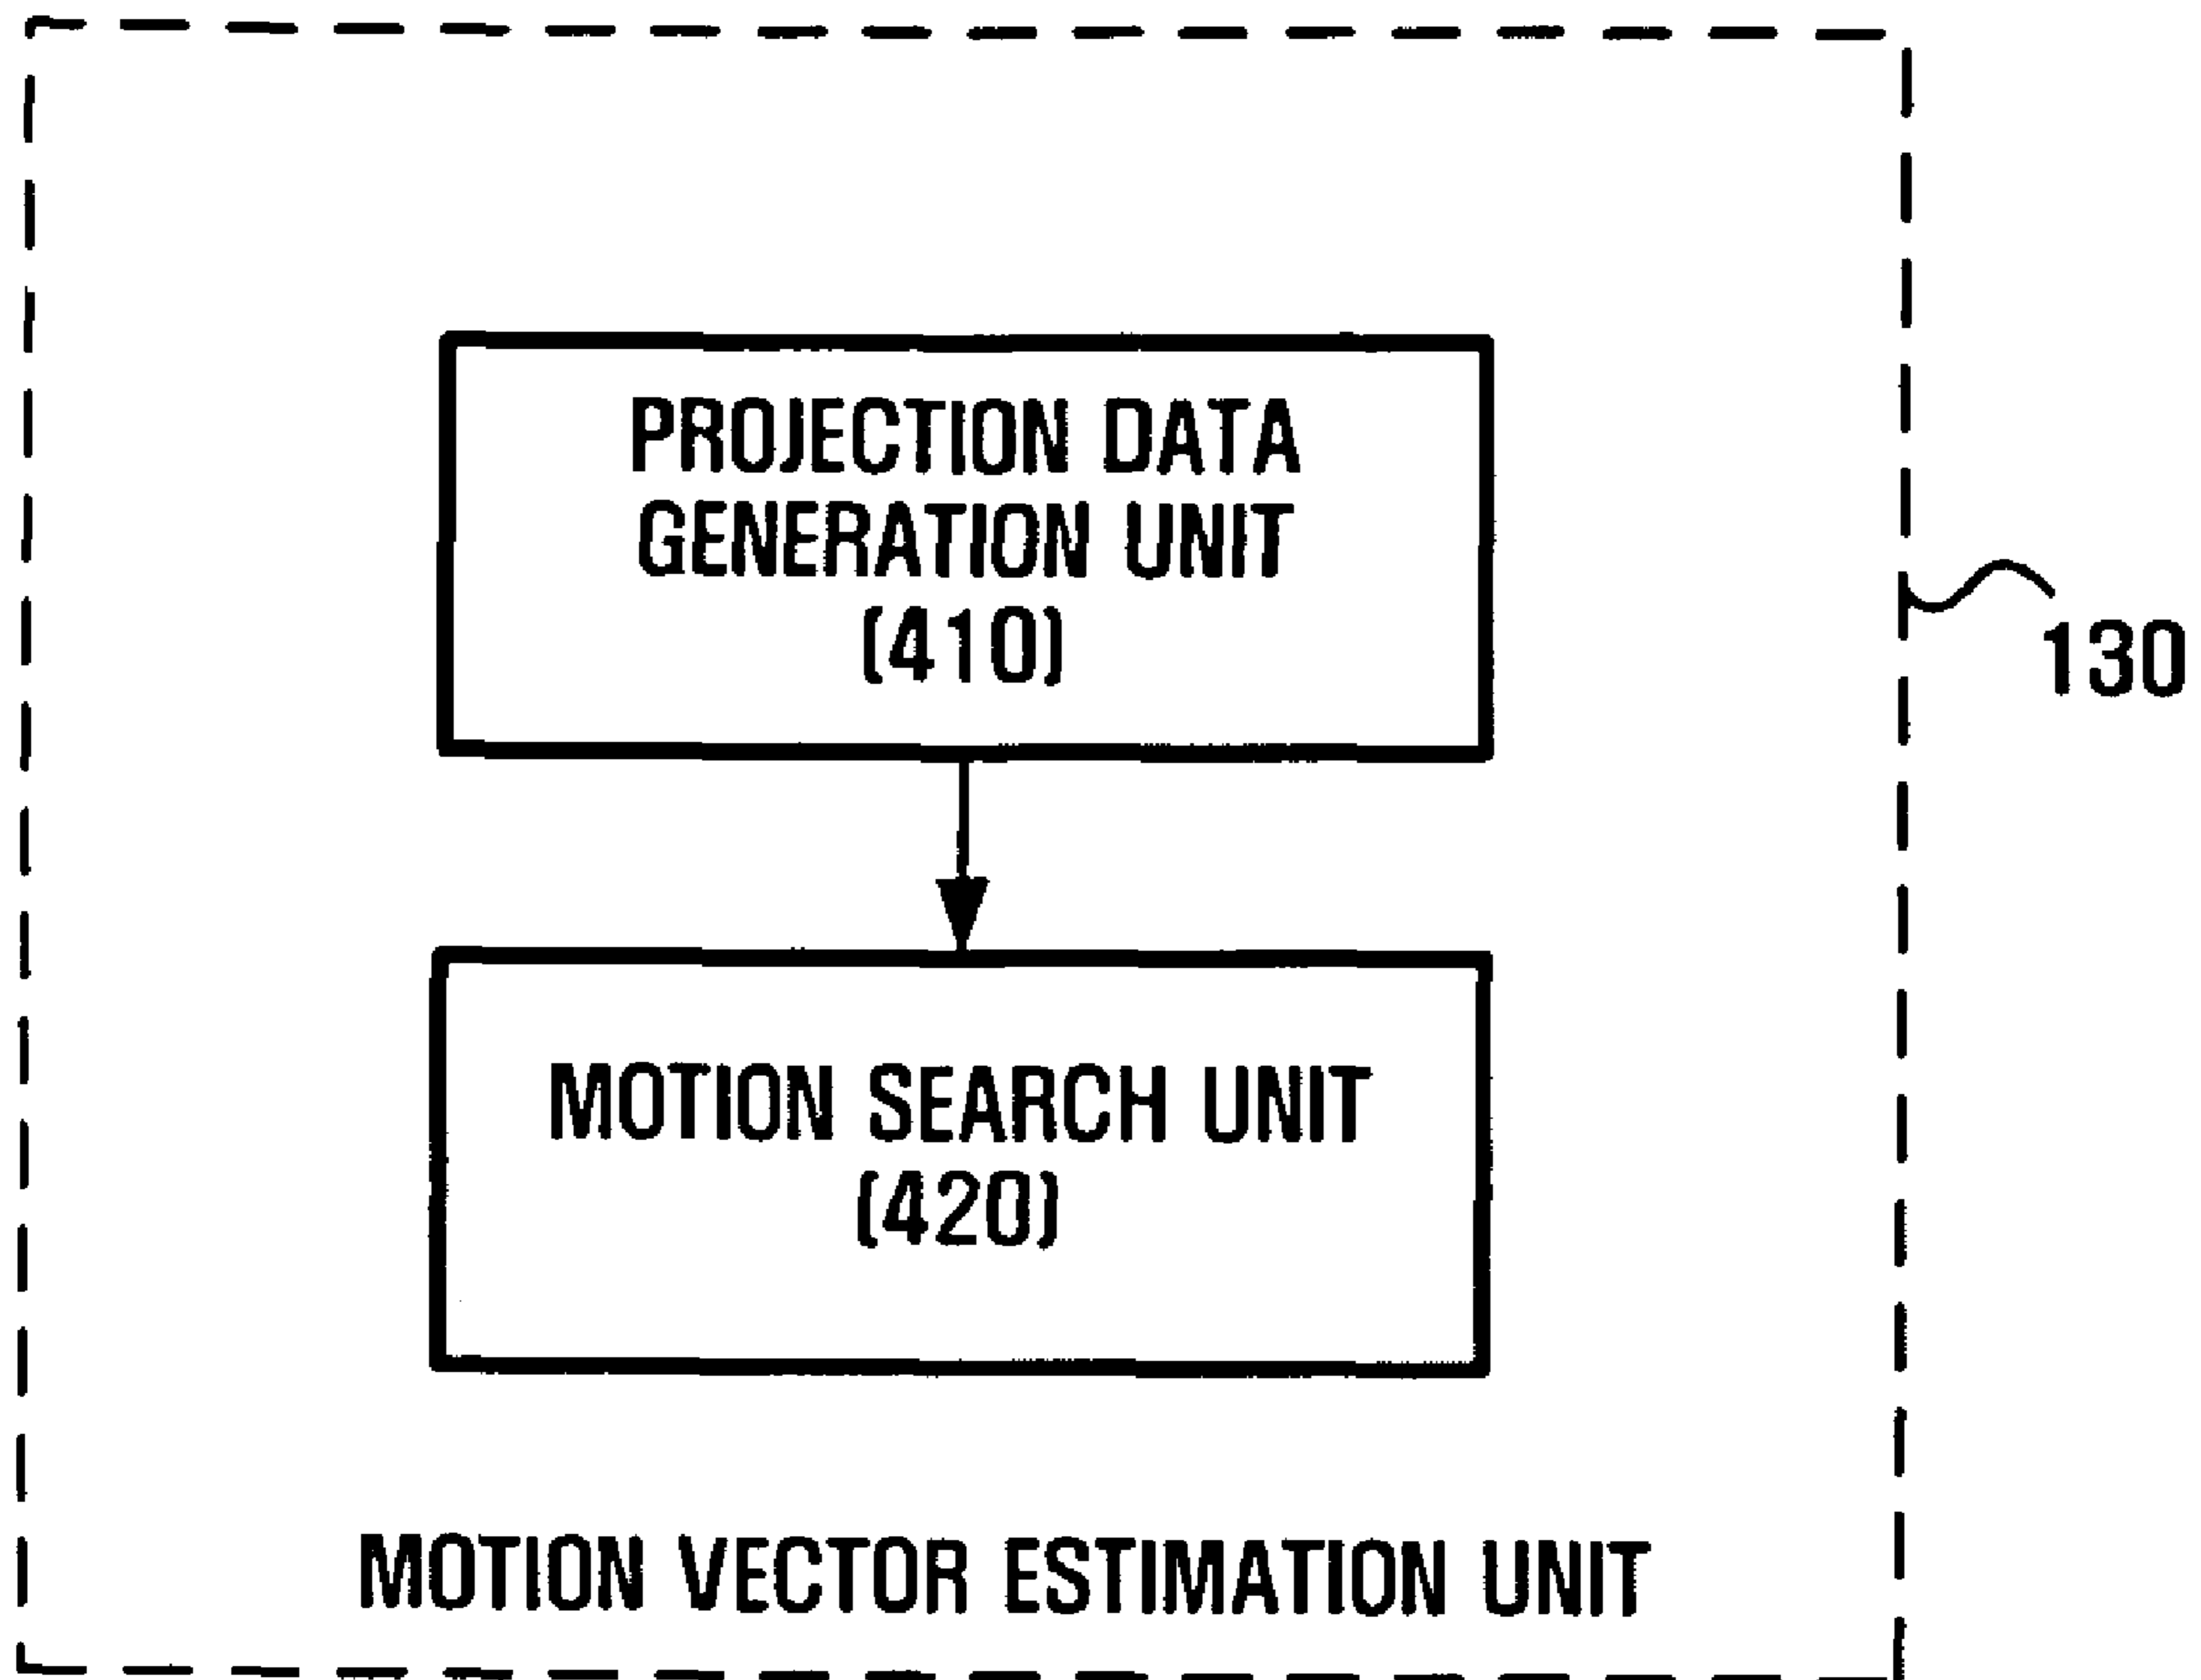 PROJECTION DATA
GENERATION UNIT
(410)
130
MOTION SEARCH UNIT
(420)
MOTION VECTOR ESTIMATION UNIT